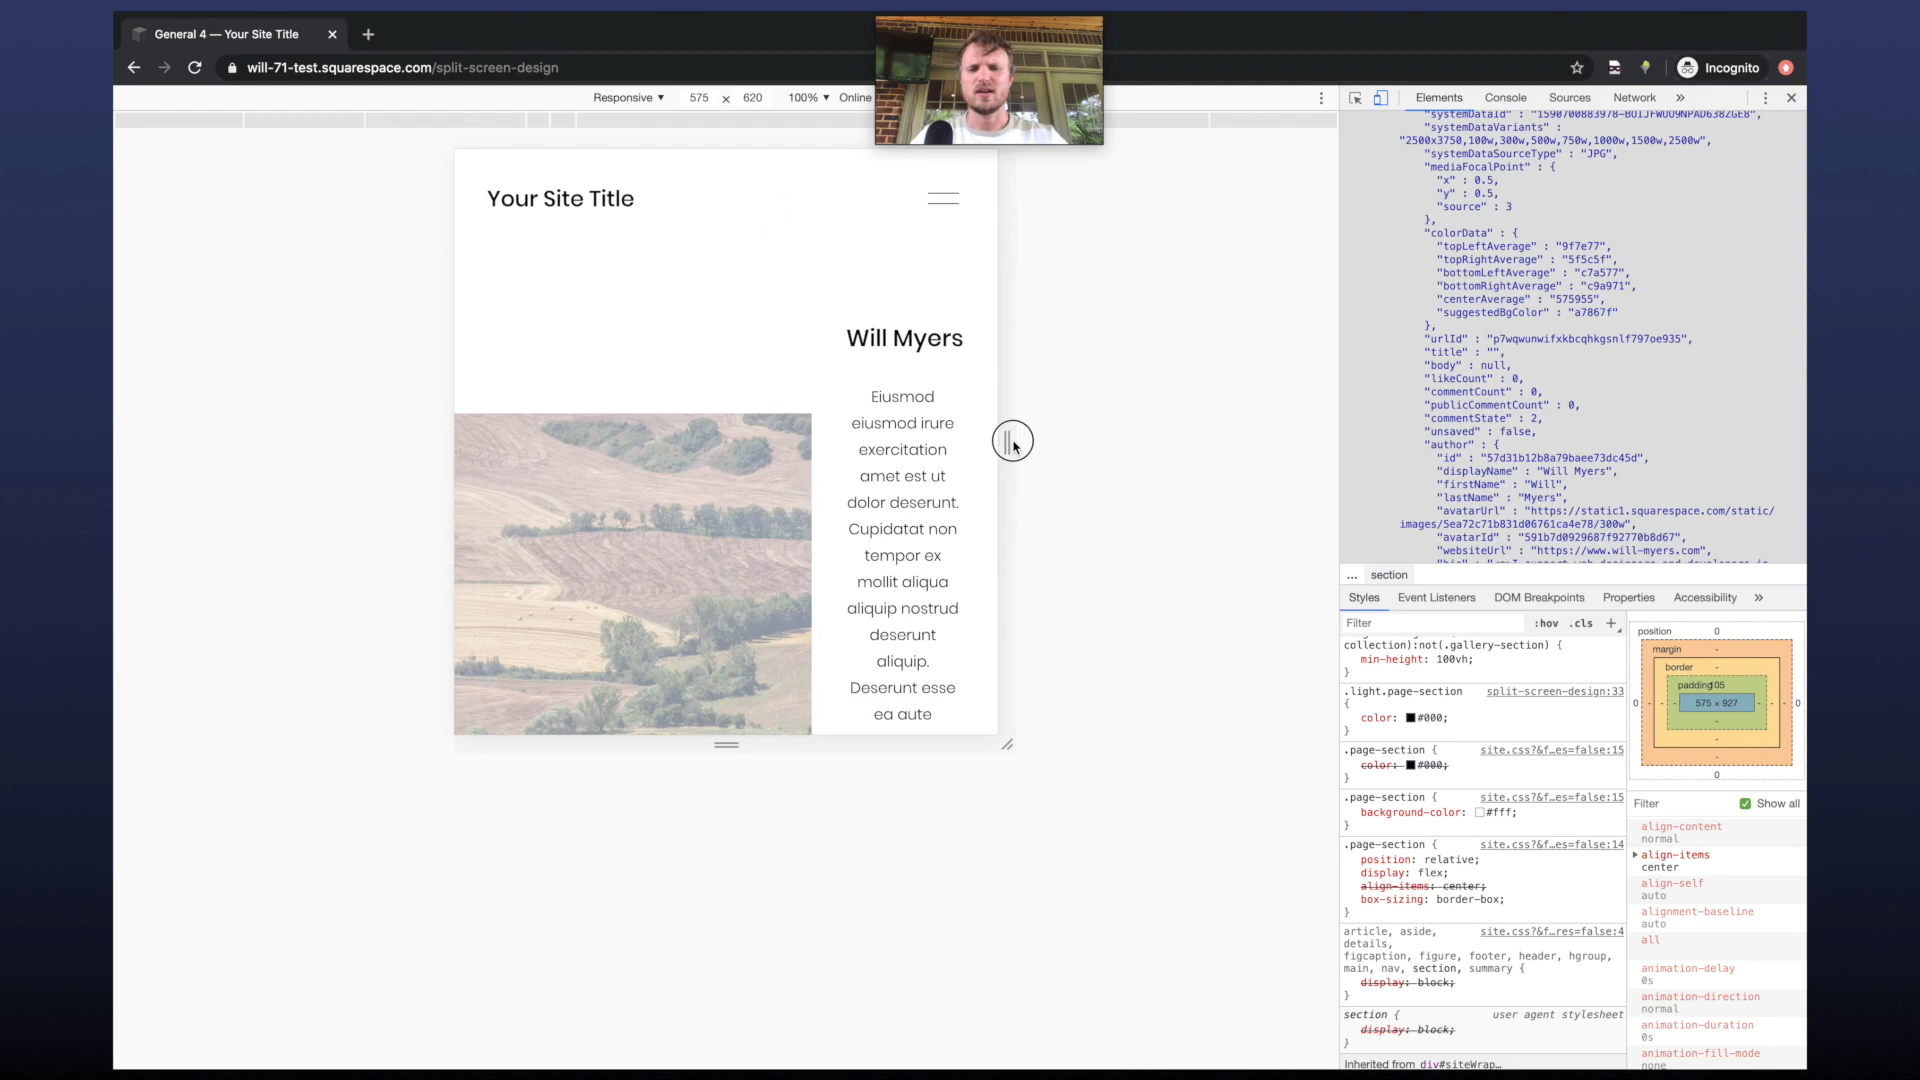 General 4 — Your Site Title
will-71-test.squarespace.com/split-screen-design
Incognito
Responsive ▼ 575 x 620 100% ▼ Online
Elements Console Sources Network »
Your Site Title
Will Myers
Eiusmod
eiusmod irure
exercitation
amet est ut
dolor deserunt.
Cupidatat non
tempor ex
mollit aliqua
aliquip nostrud
deserunt
aliquip.
Deserunt esse
ea aute
"systemDataVariants" :
"2500x3750,100w,300w,500w,750w,1000w,1500w,2500w",
"systemDataSourceType" : "JPG",
"mediaFocalPoint" : {
"x" : 0.5,
"y" : 0.5,
"source" : 3
},
"colorData" : {
"topLeftAverage" : "9f7e77",
"topRightAverage" : "5f5c5f",
"bottomLeftAverage" : "c7a577",
"bottomRightAverage" : "c9a971",
"centerAverage" : "575955",
"suggestedBgColor" : "a7867f"
},
"urlId" : "p7wqwunwifxkbcqhkgsnlf797oe935",
"title" : "",
"body" : null,
"likeCount" : 0,
"commentCount" : 0,
"publicCommentCount" : 0,
"commentState" : 2,
"unsaved" : false,
"author" : {
"id" : "57d31b12b8a79baee73dc45d",
"displayName" : "Will Myers",
"firstName" : "Will",
"lastName" : "Myers",
"avatarUrl" : "https://static1.squarespace.com/static/
images/5ea72c71b831d06761ca4e78/300w",
"avatarId" : "591b7d0929687f92770b8d67",
"websiteUrl" : "https://www.will-myers.com",
... section
Styles Event Listeners DOM Breakpoints Properties Accessibility »
Filter :hov .cls +
collection):not(.gallery-section) {
min-height: 100vh;
}
.light.page-section split-screen-design:33
{
color: #000;
}
.page-section { site.css?&f…es=false:15
color: #000;
}
.page-section { site.css?&f…es=false:15
background-color: #fff;
}
.page-section { site.css?&f…es=false:14
position: relative;
display: flex;
align-items: center;
box-sizing: border-box;
}
article, aside, site.css?&f…res=false:4
details,
figcaption, figure, footer, header, hgroup,
main, nav, section, summary {
display: block;
}
section { user agent stylesheet
display: block;
}
Inherited from div#siteWrap…
position 0
margin -
border -
padding 105
0 - - - 575 × 927 - - - 0
-
-
-
0
Filter Show all
align-content
normal
align-items
center
align-self
auto
alignment-baseline
auto
all
animation-delay
0s
animation-direction
normal
animation-duration
0s
animation-fill-mode
none